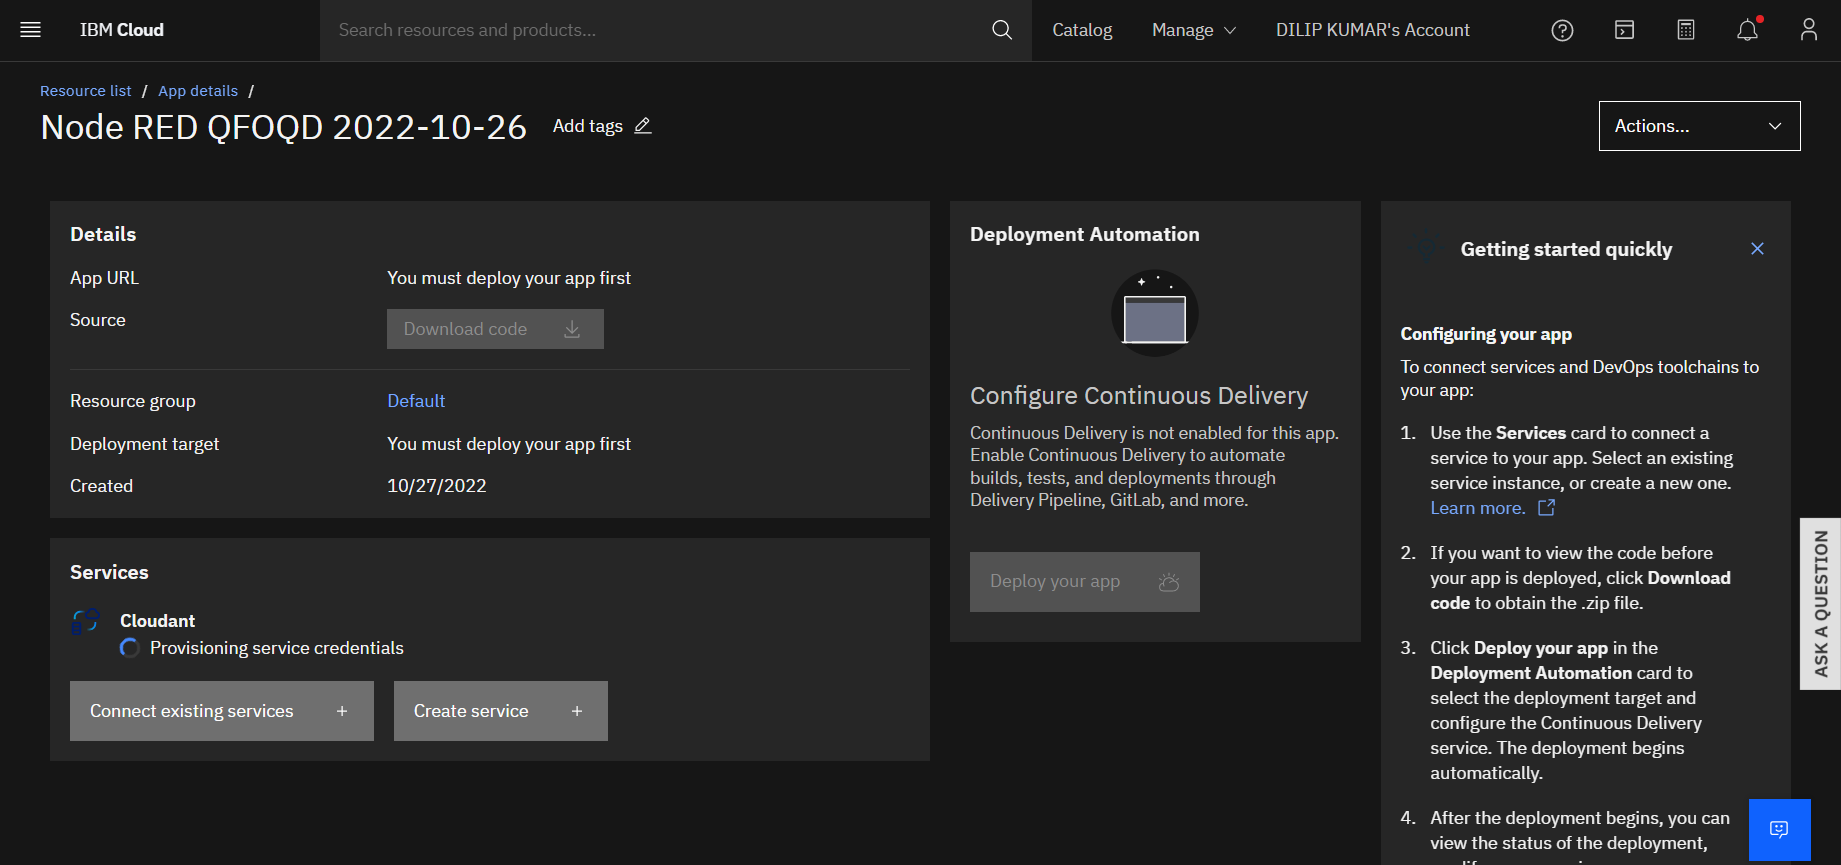 IBM Cloud
Search resources and products...
Catalog
Manage
DILIP KUMAR's Account
Resource list / App details /
Node RED QFOQD 2022-10-26
Add tags
Actions...
Details
App URL
You must deploy your app first
Source
Download code
Resource group
Default
Deployment target
You must deploy your app first
Created
10/27/2022
Services
Cloudant
Provisioning service credentials
Connect existing services +
Create service +
Deployment Automation
Configure Continuous Delivery
Continuous Delivery is not enabled for this app.
Enable Continuous Delivery to automate
builds, tests, and deployments through
Delivery Pipeline, GitLab, and more.
Deploy your app
Getting started quickly
Configuring your app
To connect services and DevOps toolchains to
your app:
1. Use the Services card to connect a
service to your app. Select an existing
service instance, or create a new one.
Learn more.
2. If you want to view the code before
your app is deployed, click Download
code to obtain the .zip file.
3. Click Deploy your app in the
Deployment Automation card to
select the deployment target and
configure the Continuous Delivery
service. The deployment begins
automatically.
4. After the deployment begins, you can
view the status of the deployment,
ASK A QUESTION